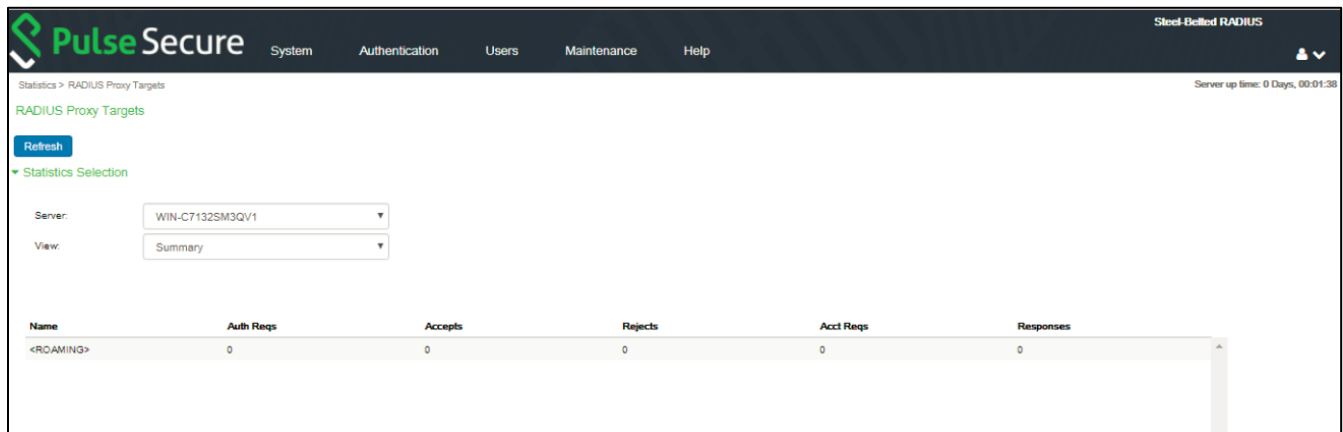 Steel-Belted RADIUS
Pulse Secure System Authentication Users Maintenance Help
Statistics > RADIUS Proxy Targets Server up time: 0 Days, 00:01:38
RADIUS Proxy Targets
Refresh
Statistics Selection
Server: WIN-C7132SM3QV1
View: Summary
Name Auth Reqs Accepts Rejects Acct Reqs Responses
<ROAMING> 0 0 0 0 0